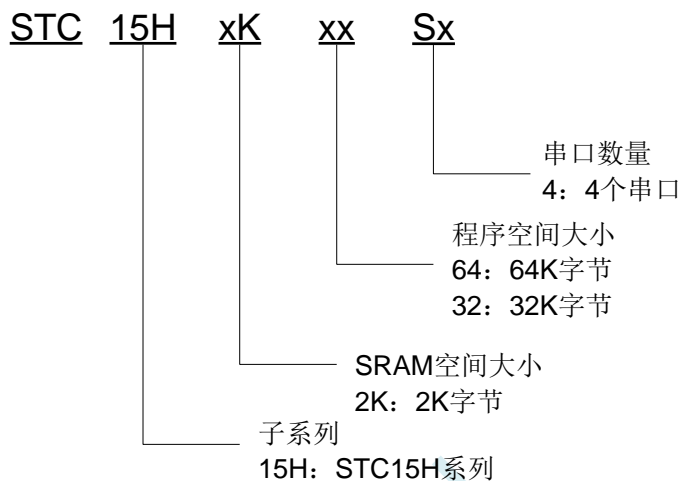 STC 15H xK xx Sx
串口数量
4：4个串口
程序空间大小
64：64K字节
32：32K字节
SRAM空间大小
2K：2K字节
子系列
15H：STC15H系列